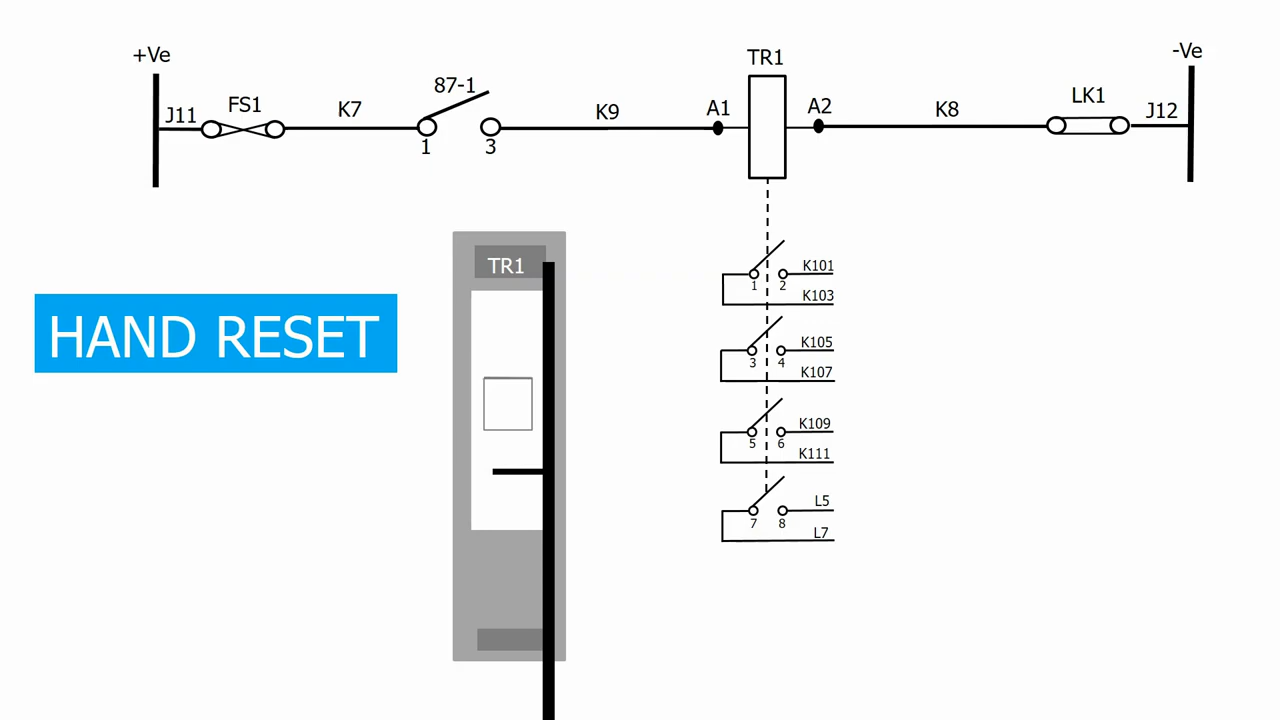 +Ve
J11
FS1
K7
87-1
1
3
K9
A1
TR1
A2
K8
LK1
J12
-Ve
HAND RESET
TR1
1 2
K101
K103
3 4
K105
K107
5 6
K109
K111
7 8
L5
L7